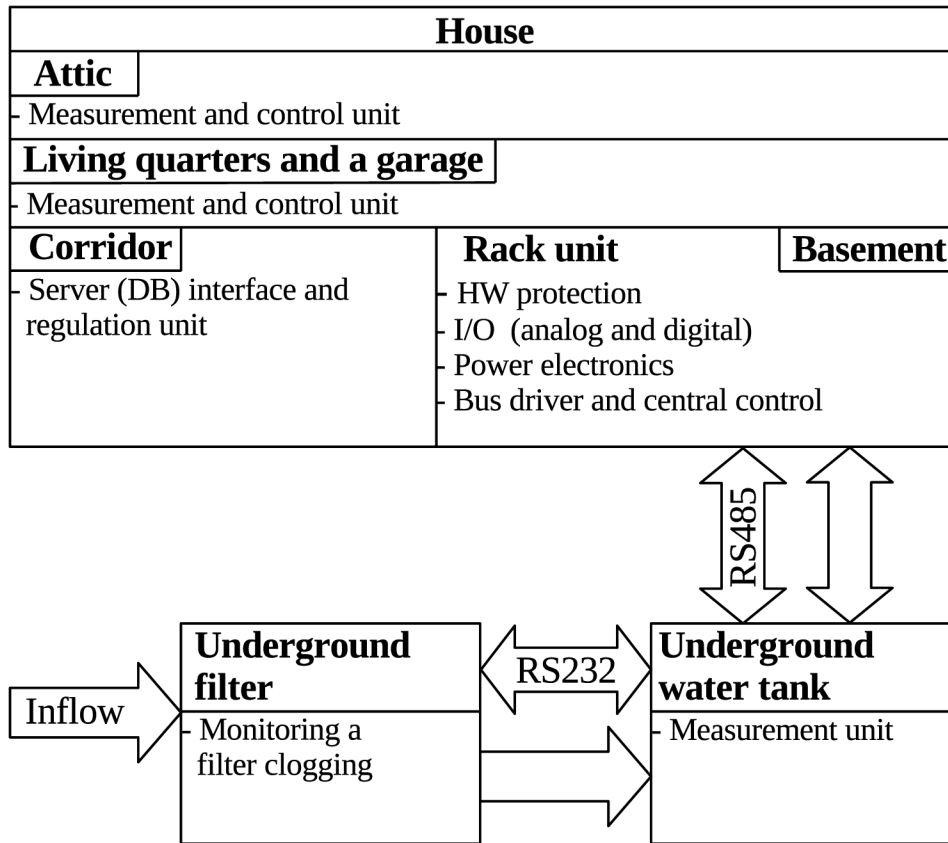 House
Attic
- Measurement and control unit
Living quarters and a garage
- Measurement and control unit
Corridor
- Server (DB) interface and
regulation unit
Rack unit
Basement
- HW protection
- I/O (analog and digital)
- Power electronics
- Bus driver and central control
RS485
Underground
filter
- Monitoring a
filter clogging
Inflow
RS232
Underground
water tank
- Measurement unit